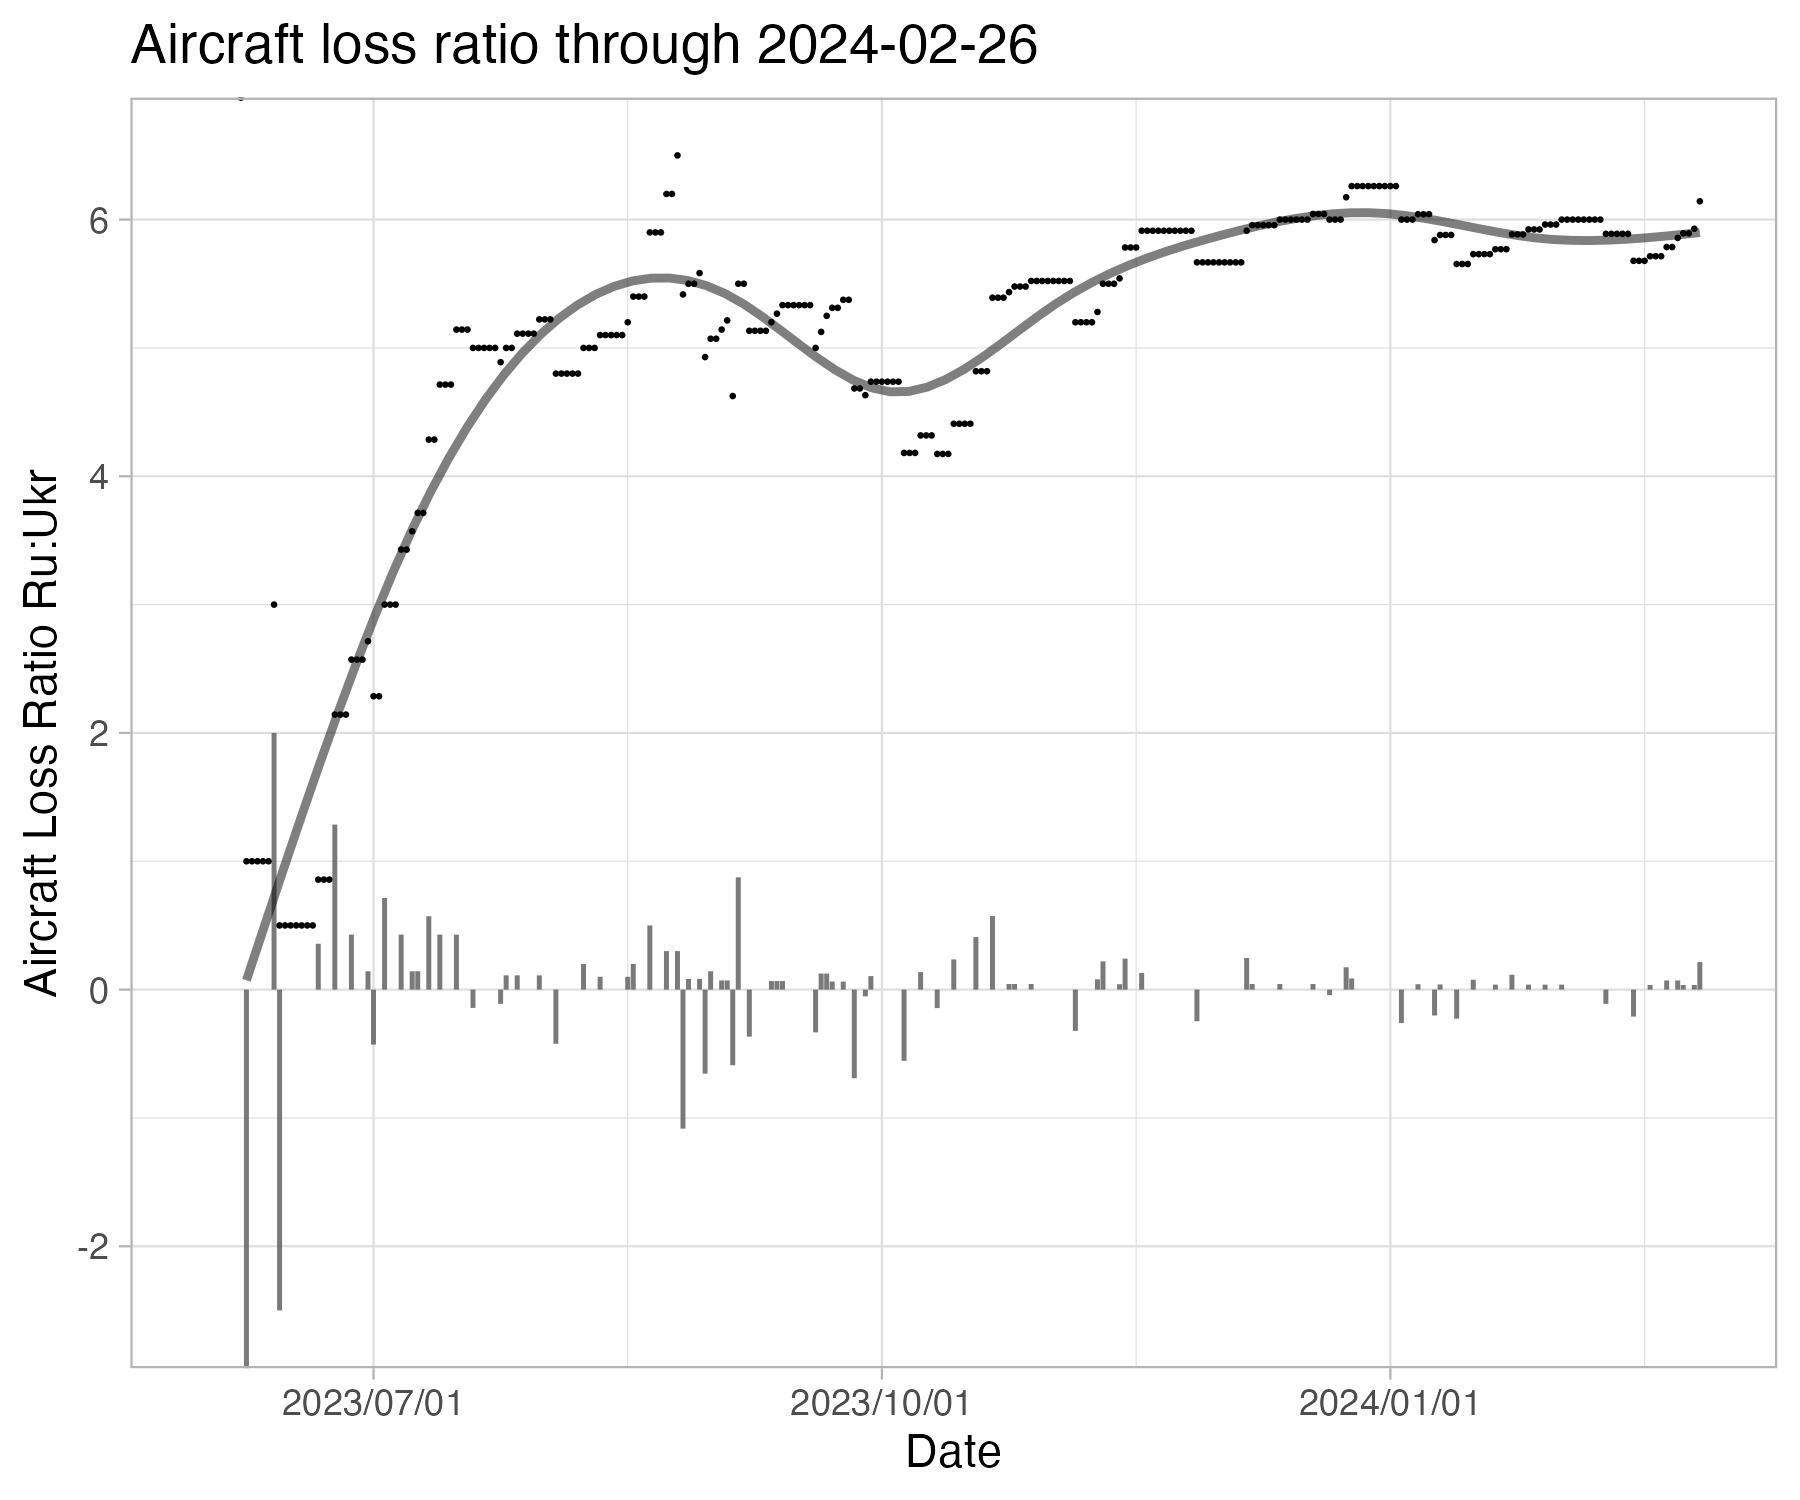 Aircraft loss ratio through 2024-02-26
Aircraft Loss Ratio Ru:Ukr
6
4
2
0
-2
2023/07/01
2023/10/01
2024/01/01
Date